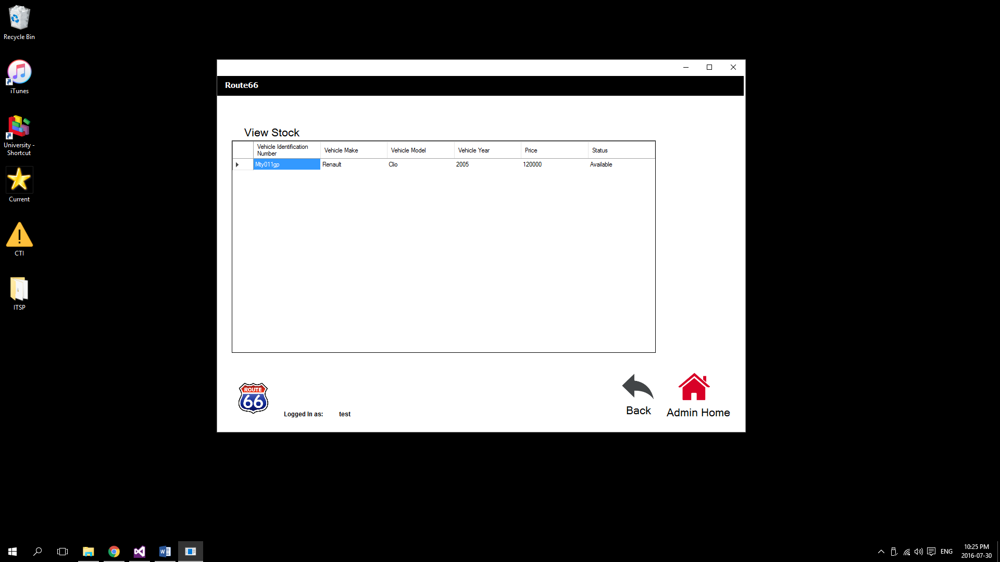 Recycle Bin
iTunes
University -
Shortcut
Current
CTI
ITSP
Route66
View Stock
Vehicle Identification
Number
Vehicle Make
Vehicle Model
Vehicle Year
Price
Status
Mty011gp
Renault
Clio
2005
120000
Available
ROUTE
66
Logged In as:
test
Back
Admin Home
ENG
10:25 PM
2016-07-30